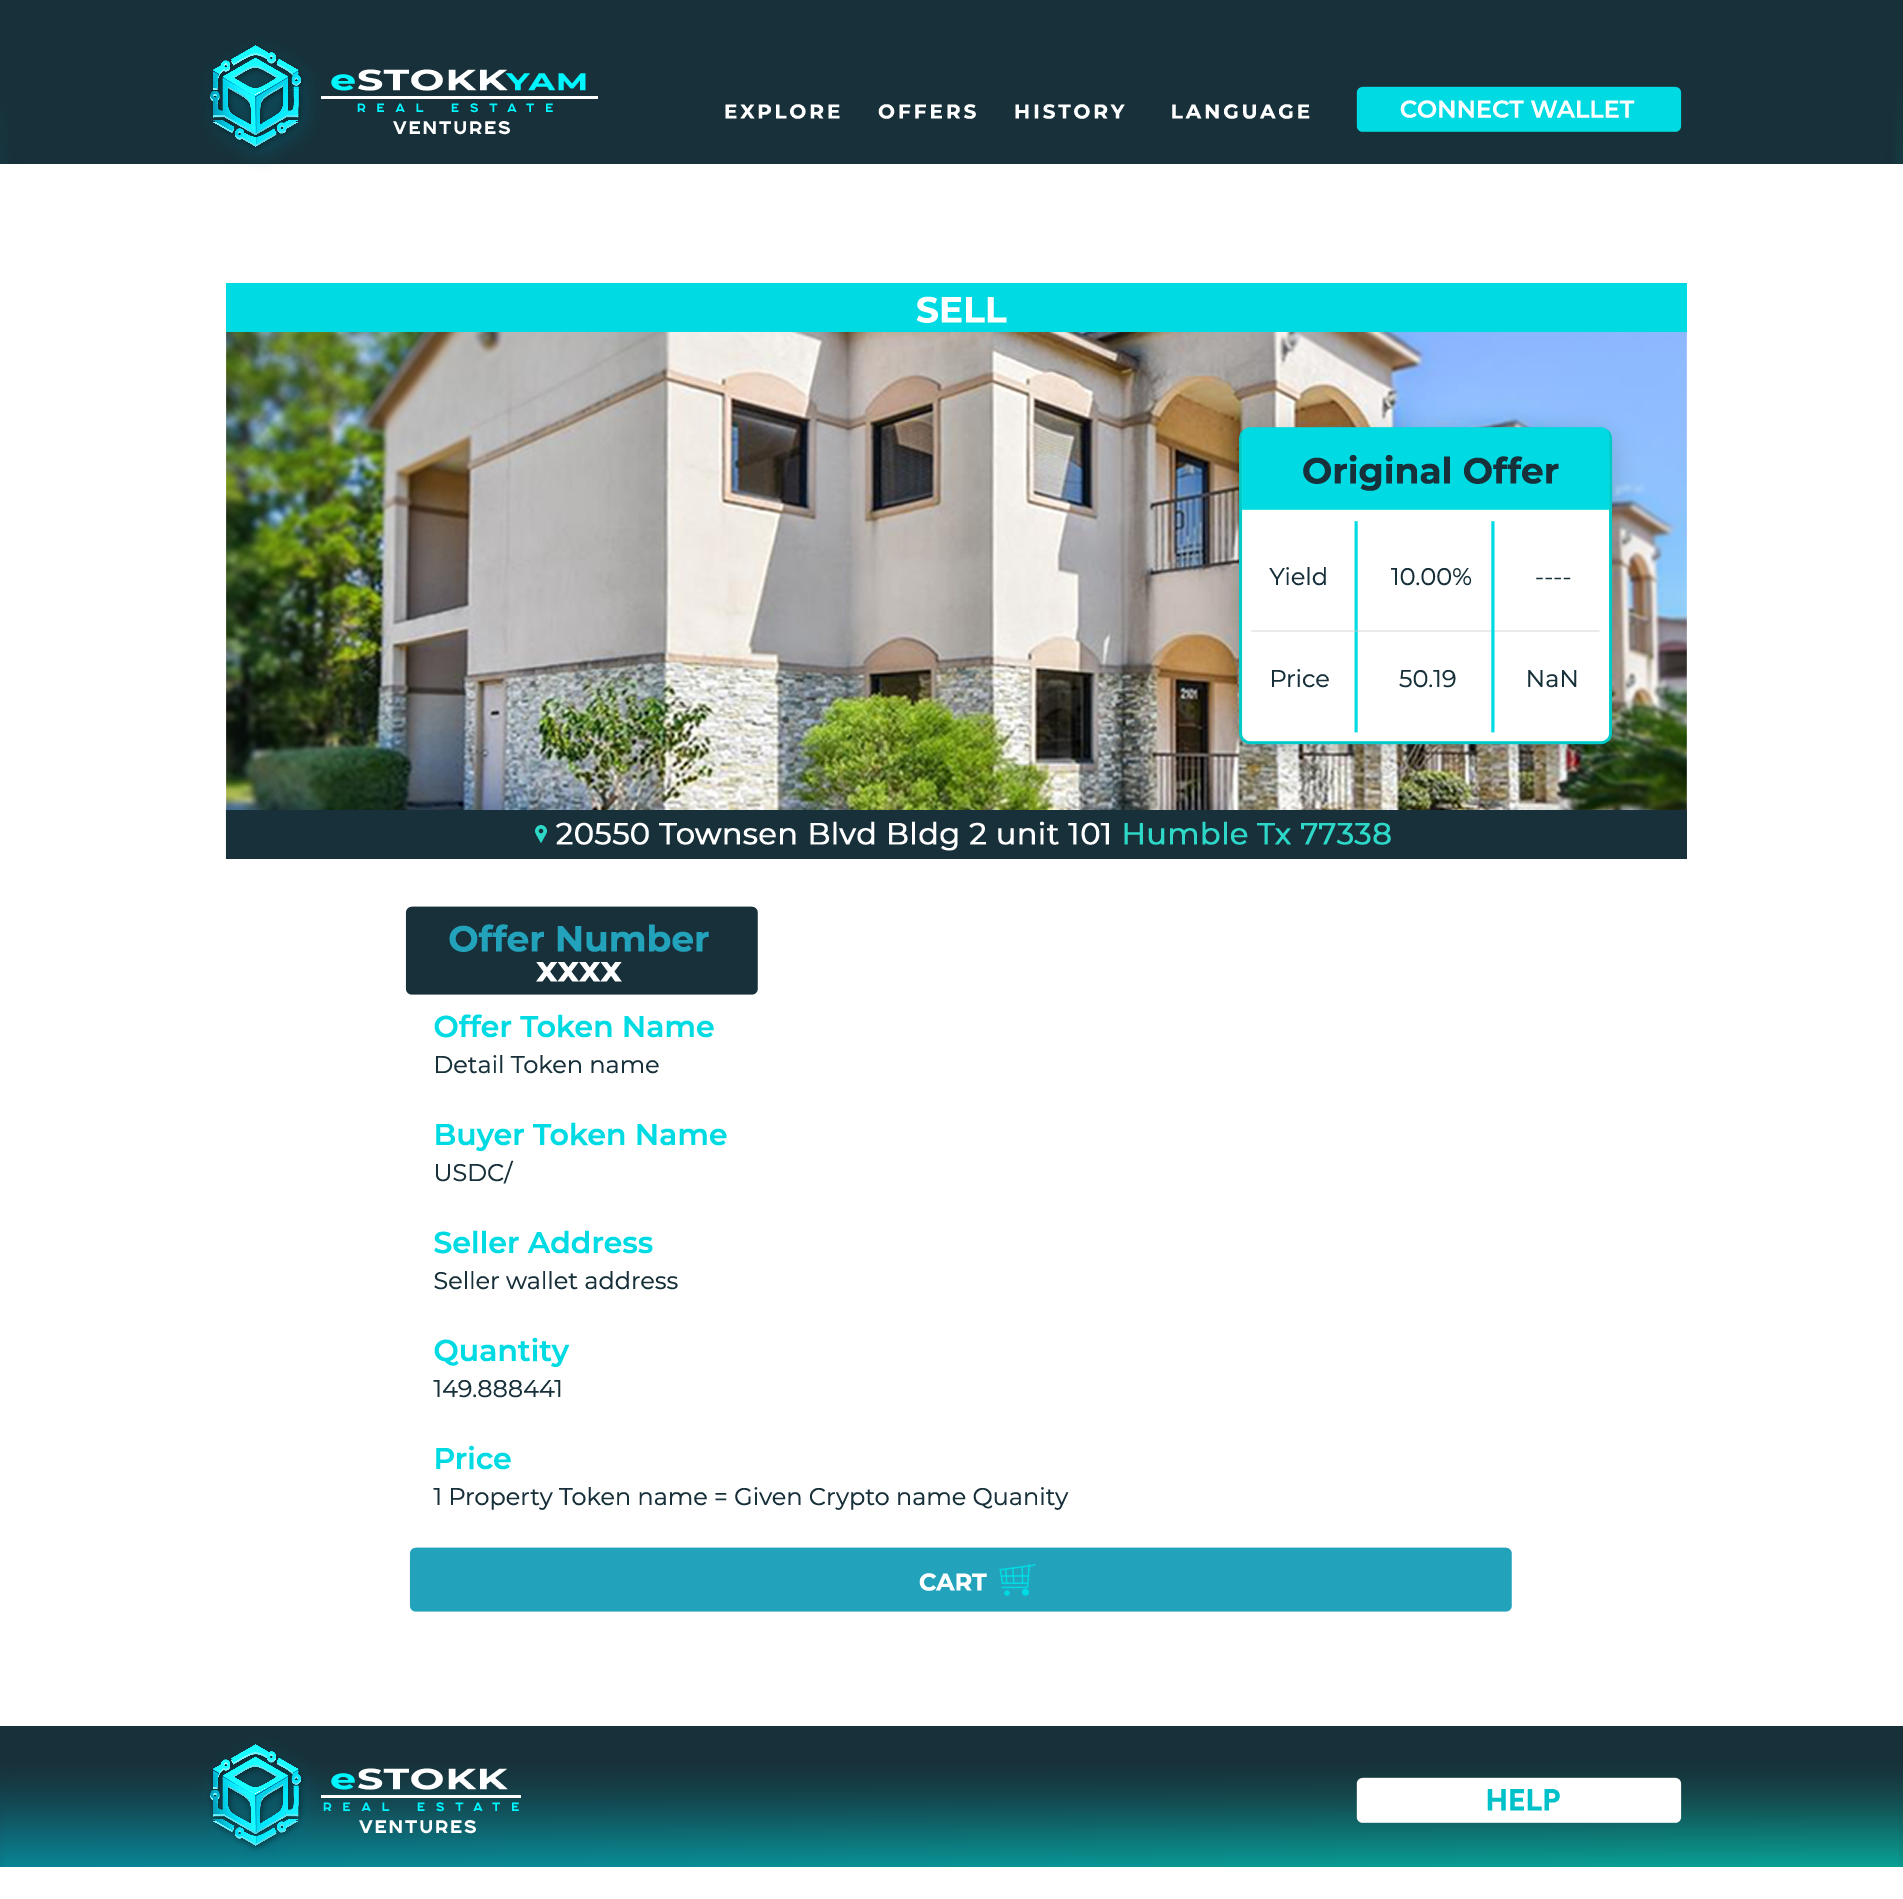 eSTOKKYAM
REAL ESTATE
VENTURES
EXPLORE OFFERS HISTORY LANGUAGE CONNECT WALLET
SELL
Original Offer
Yield 10.00% ----
Price 50.19 NaN
2101
20550 Townsen Blvd Bldg 2 unit 101 Humble Tx 77338
Offer Number
XXXX
Offer Token Name
Detail Token name
Buyer Token Name
USDC/
Seller Address
Seller wallet address
Quantity
149.888441
Price
1 Property Token name = Given Crypto name Quanity
CART
eSTOKK
REAL ESTATE
VENTURES
HELP